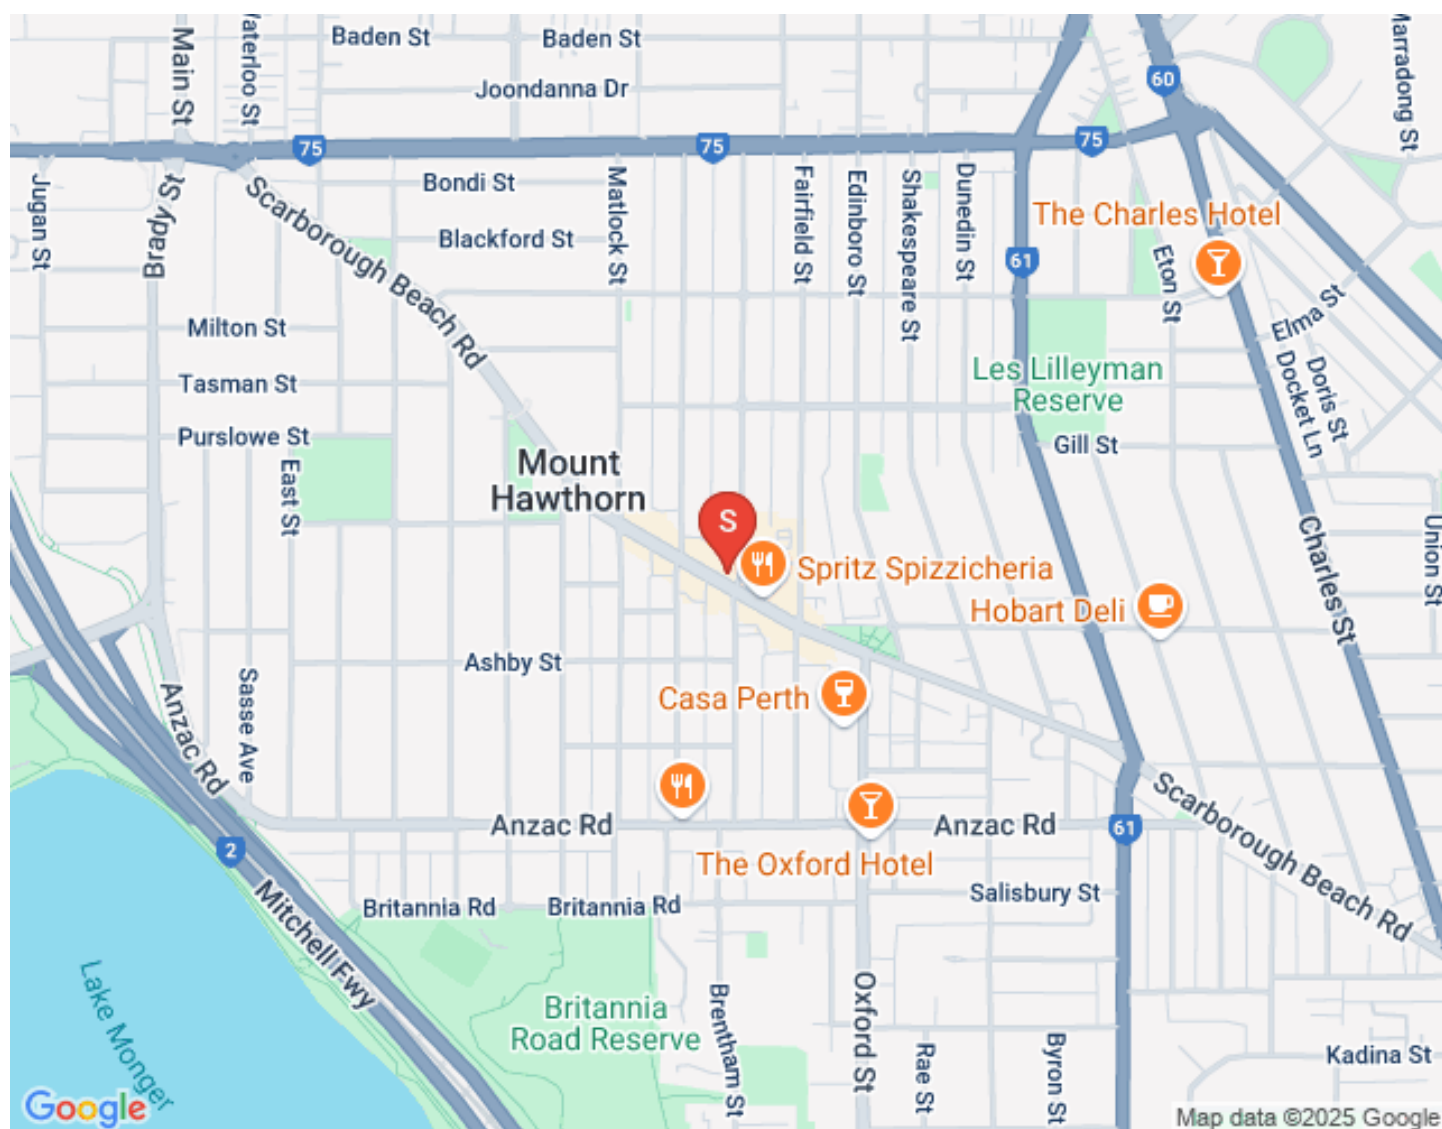 Main St
Waterloo St
Baden St
Baden St
Joondanna Dr
60
Marradong St
75
75
75
Jugan St
Brady St
Scarborough Beach Rd
Bondi St
Blackford St
Matlock St
Fairfield St
Edinboro St
Shakespeare St
Dunedin St
61
The Charles Hotel
Eton St
Elma St
Doris St
Docket Ln
Milton St
Tasman St
Purslowe St
East St
Les Lilleyman
Reserve
Gill St
Mount
Hawthorn
S
Spritz Spizzicheria
Hobart Deli
Charles St
Union St
Ashby St
Casa Perth
Sasse Ave
Anzac Rd
Anzac Rd
Anzac Rd
The Oxford Hotel
61
Scarborough Beach Rd
2
Mitchell Fwy
Britannia Rd
Britannia Rd
Salisbury St
Lake Monger
Britannia
Road Reserve
Brentham St
Oxford St
Rae St
Byron St
Kadina St
Google
Map data ©2025 Google